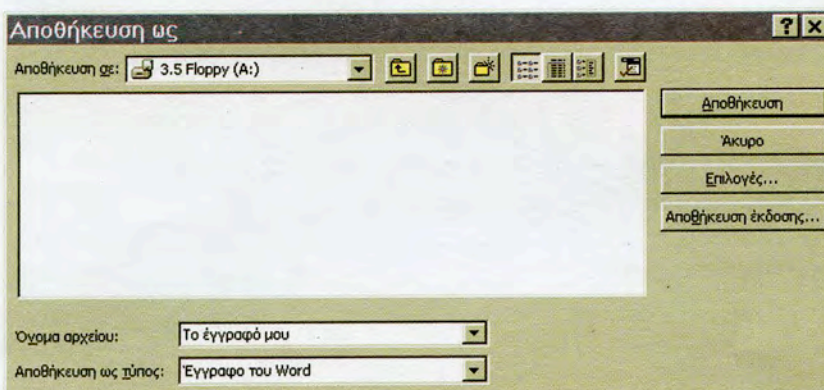 Αποθήκευση ως
Αποθήκευση σε: 3.5 Floppy (A:)
Αποθήκευση
Άκυρο
Επιλογές...
Αποθήκευση έκδοσης...
Όνομα αρχείου: Το έγγραφό μου
Αποθήκευση ως τύπος: Έγγραφο του Word